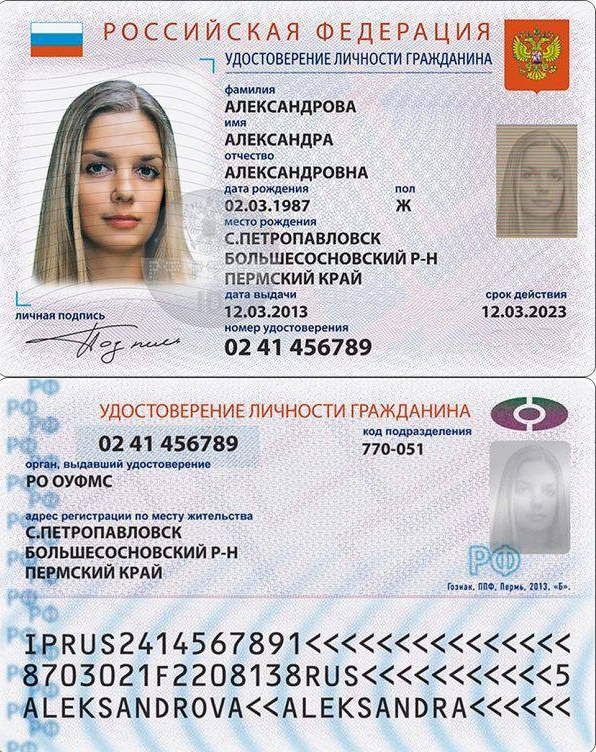 РОССИЙСКАЯ ФЕДЕРАЦИЯ
УДОСТОВЕРЕНИЕ ЛИЧНОСТИ ГРАЖДАНИНА
фамилия
АЛЕКСАНДРОВА
имя
АЛЕКСАНДРА
отчество
АЛЕКСАНДРОВНА
дата рождения пол
02.03.1987 Ж
место рождения
С.ПЕТРОПАВЛОВСК
БОЛЬШЕСОСНОВСКИЙ Р-Н
ПЕРМСКИЙ КРАЙ
дата выдачи срок действия
12.03.2013 12.03.2023
личная подпись
Подпись
номер удостоверения
02 41 456789
РФ
УДОСТОВЕРЕНИЕ ЛИЧНОСТИ ГРАЖДАНИНА
02 41 456789
код подразделения
770-051
орган, выдавший удостоверение
РО ОУФМС
адрес регистрации по месту жительства
С.ПЕТРОПАВЛОВСК
БОЛЬШЕСОСНОВСКИЙ Р-Н
ПЕРМСКИЙ КРАЙ
РФ
Гознак, ППФ, Пермь, 2013, «Б».
IPRUS2414567891<<<<<<<<<<<<<<<
8703021F2208138RUS<<<<<<<<<<<5
ALEKSANDROVA<<ALEKSANDRA<<<<<<